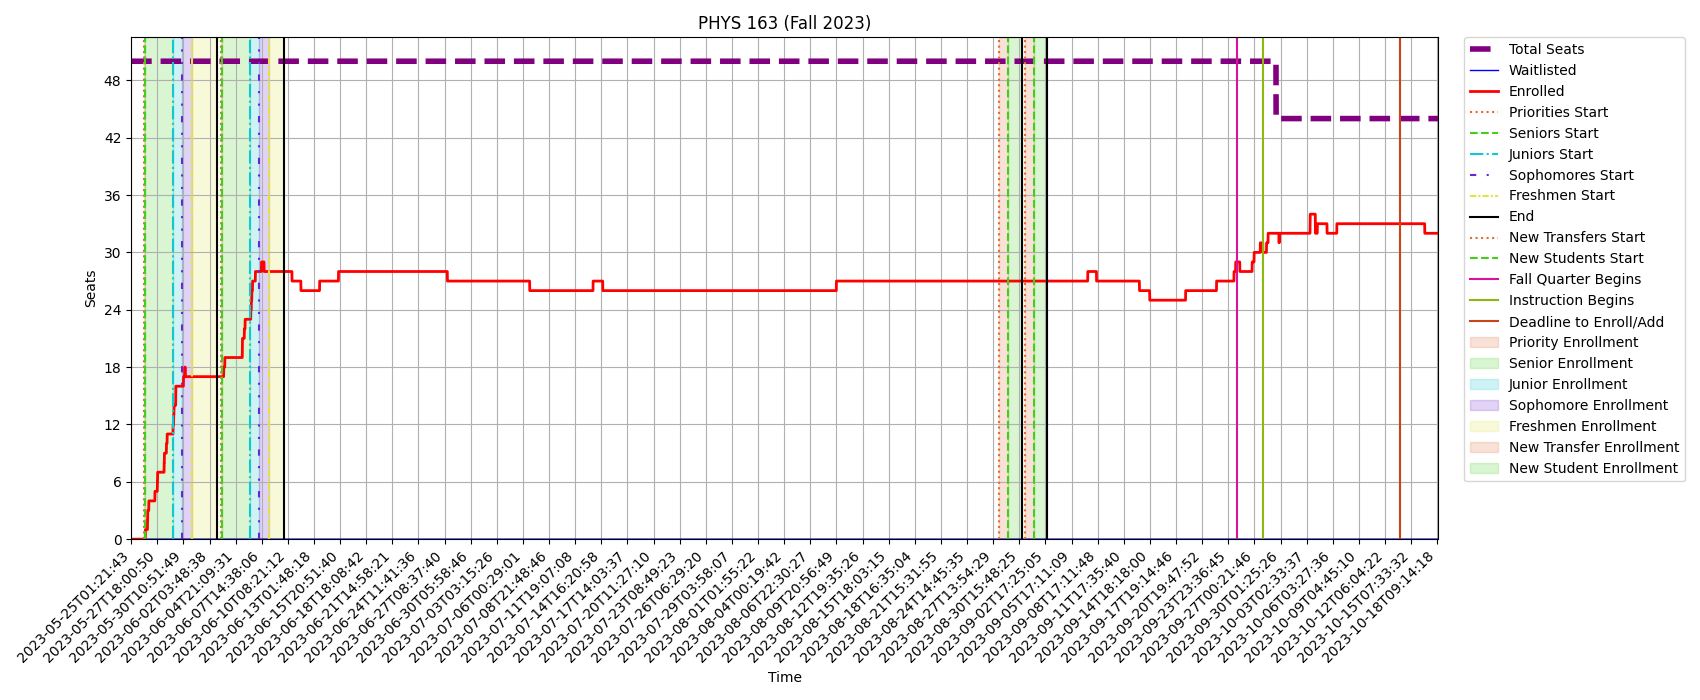 PHYS 163 (Fall 2023)
Seats
48
42
36
30
24
18
12
6
0
2023-05-25T01:21:43
2023-05-27T18:00:50
2023-05-30T10:51:49
2023-06-02T03:48:38
2023-06-04T21:09:31
2023-06-07T14:38:06
2023-06-10T08:21:12
2023-06-13T01:48:18
2023-06-15T20:51:40
2023-06-18T18:08:42
2023-06-21T14:58:21
2023-06-24T11:41:36
2023-06-27T08:37:40
2023-06-30T05:58:46
2023-07-03T03:15:26
2023-07-06T00:29:01
2023-07-08T21:48:46
2023-07-11T19:07:08
2023-07-14T16:20:58
2023-07-17T14:03:37
2023-07-20T11:27:10
2023-07-23T08:49:23
2023-07-26T06:29:20
2023-07-29T03:58:07
2023-08-01T01:55:22
2023-08-04T00:19:42
2023-08-06T22:30:27
2023-08-09T20:56:49
2023-08-12T19:35:26
2023-08-15T18:03:15
2023-08-18T16:35:04
2023-08-21T15:31:55
2023-08-24T14:45:35
2023-08-27T13:54:29
2023-08-30T15:48:25
2023-09-02T17:25:05
2023-09-05T17:11:09
2023-09-08T17:11:48
2023-09-11T17:35:40
2023-09-14T18:18:00
2023-09-17T19:14:46
2023-09-20T19:47:52
2023-09-23T23:36:45
2023-09-27T00:21:46
2023-09-30T01:25:26
2023-10-03T02:33:37
2023-10-06T03:27:36
2023-10-09T04:45:10
2023-10-12T06:04:22
2023-10-15T07:33:32
2023-10-18T09:14:18
Time
Total Seats
Waitlisted
Enrolled
Priorities Start
Seniors Start
Juniors Start
Sophomores Start
Freshmen Start
End
New Transfers Start
New Students Start
Fall Quarter Begins
Instruction Begins
Deadline to Enroll/Add
Priority Enrollment
Senior Enrollment
Junior Enrollment
Sophomore Enrollment
Freshmen Enrollment
New Transfer Enrollment
New Student Enrollment